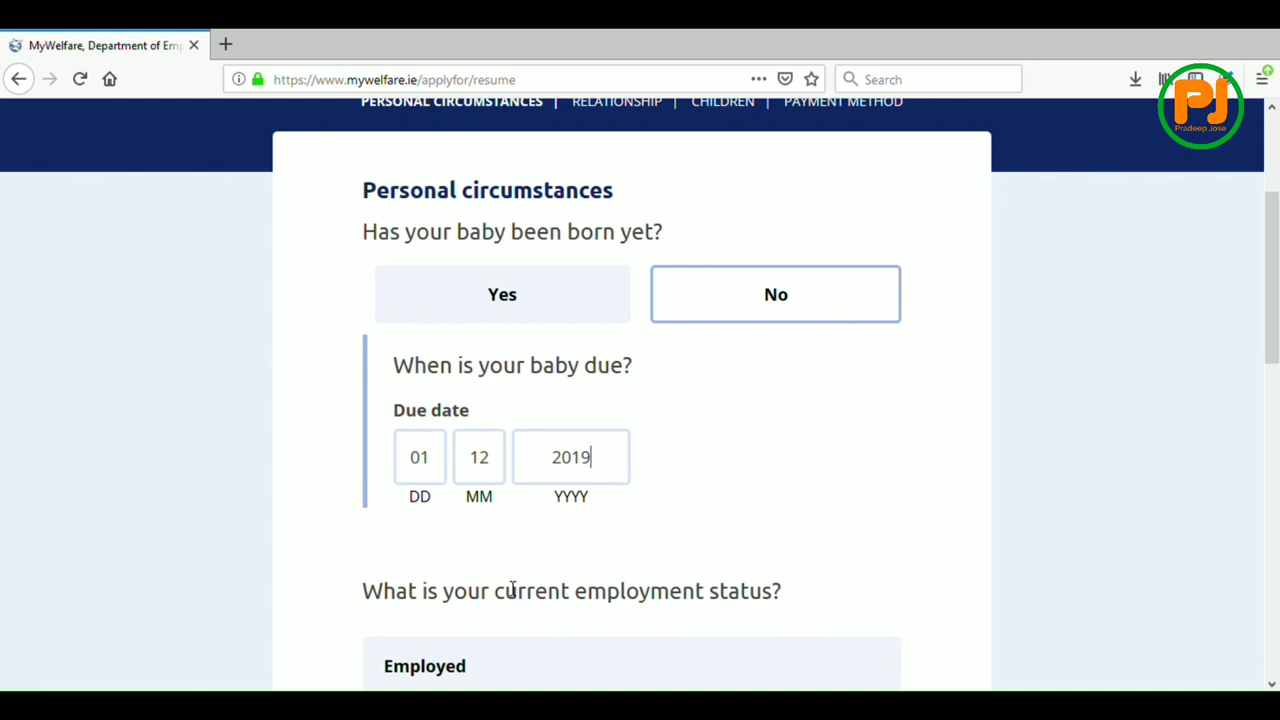 MyWelfare, Department of Em
https://www.mywelfare.ie/applyfor/resume
Search
PJ
Pradeep Jose
PERSONAL CIRCUMSTANCES | RELATIONSHIP | CHILDREN | PAYMENT METHOD
Personal circumstances
Has your baby been born yet?
Yes No
When is your baby due?
Due date
01 12 2019
DD MM YYYY
What is your current employment status?
Employed